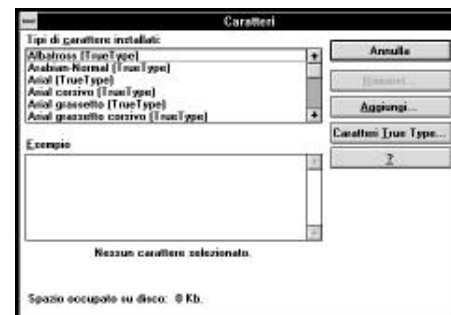 Caratteri
Tipi di carattere installati:
Albatross (TrueType)
Arabian-Normal (TrueType)
Arial (TrueType)
Arial corsivo (TrueType)
Arial grassetto (TrueType)
Arial grassetto corsivo (TrueType)
Annulla
Aggiungi...
Caratteri True Type...
?
Esempio
Nessun carattere selezionato.
Spazio occupato su disco: 0 Kb.